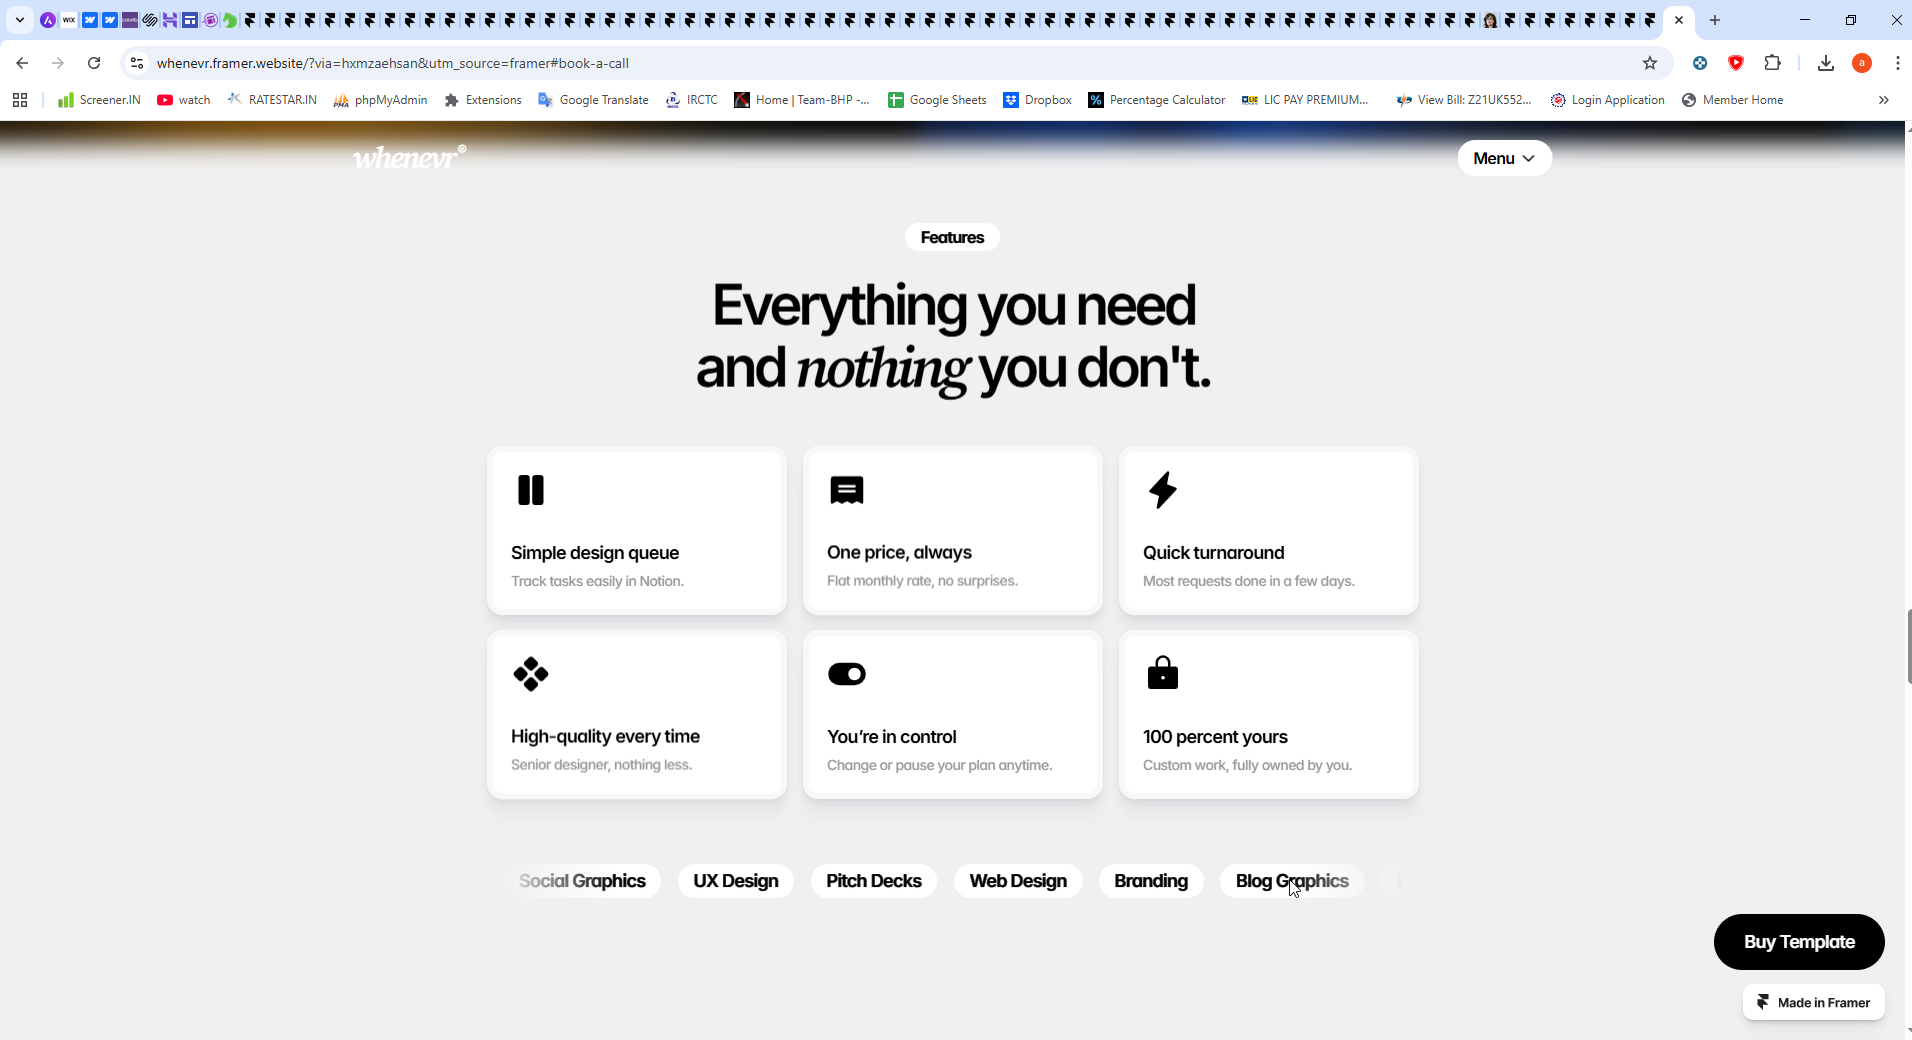 whenevr.framer.website/?via=hxmzaehsan&utm_source=framer#book-a-call
a
Screener.IN watch RATESTAR.IN phpMyAdmin Extensions Google Translate IRCTC Home | Team-BHP -... Google Sheets Dropbox Percentage Calculator LIC PAY PREMIUM... View Bill: Z21UK552... Login Application Member Home
whenevr®
Menu
Features
Everything you need
and nothing you don't.
Simple design queue
Track tasks easily in Notion.
One price, always
Flat monthly rate, no surprises.
Quick turnaround
Most requests done in a few days.
High-quality every time
Senior designer, nothing less.
You’re in control
Change or pause your plan anytime.
100 percent yours
Custom work, fully owned by you.
Social Graphics UX Design Pitch Decks Web Design Branding Blog Graphics
Buy Template
Made in Framer